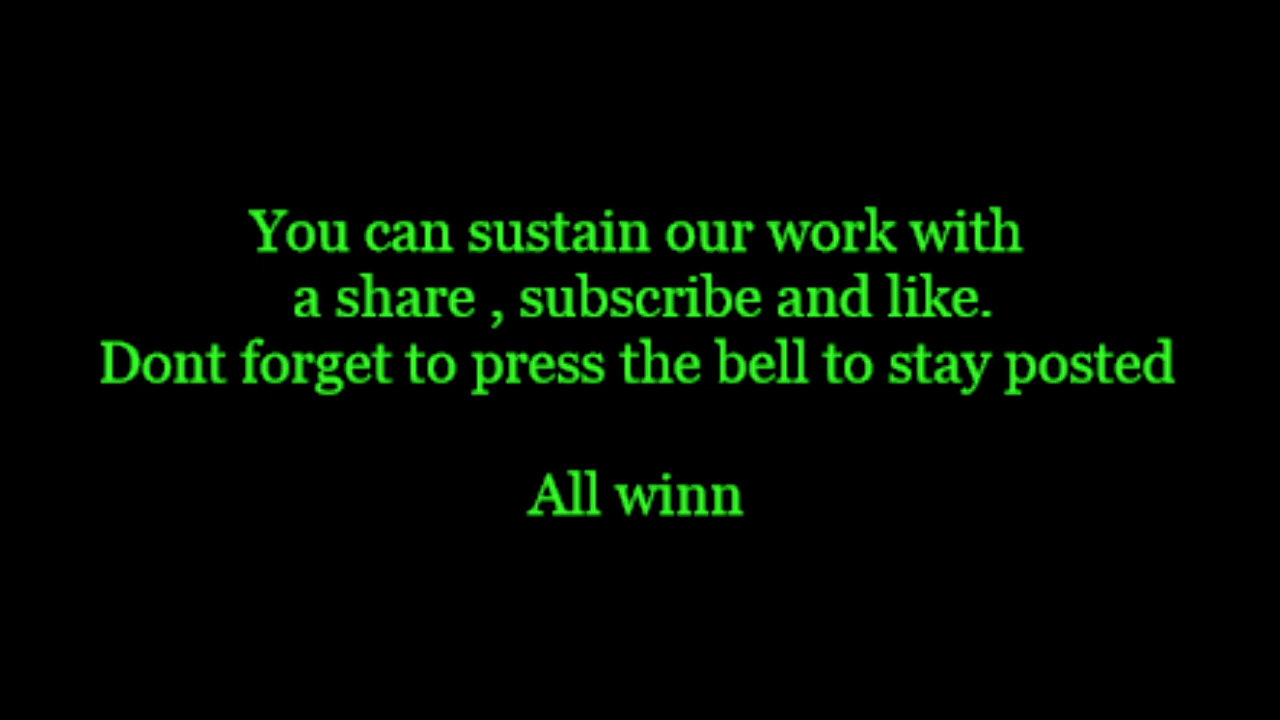 You can sustain our work with
a share , subscribe and like.
Dont forget to press the bell to stay posted
All winn